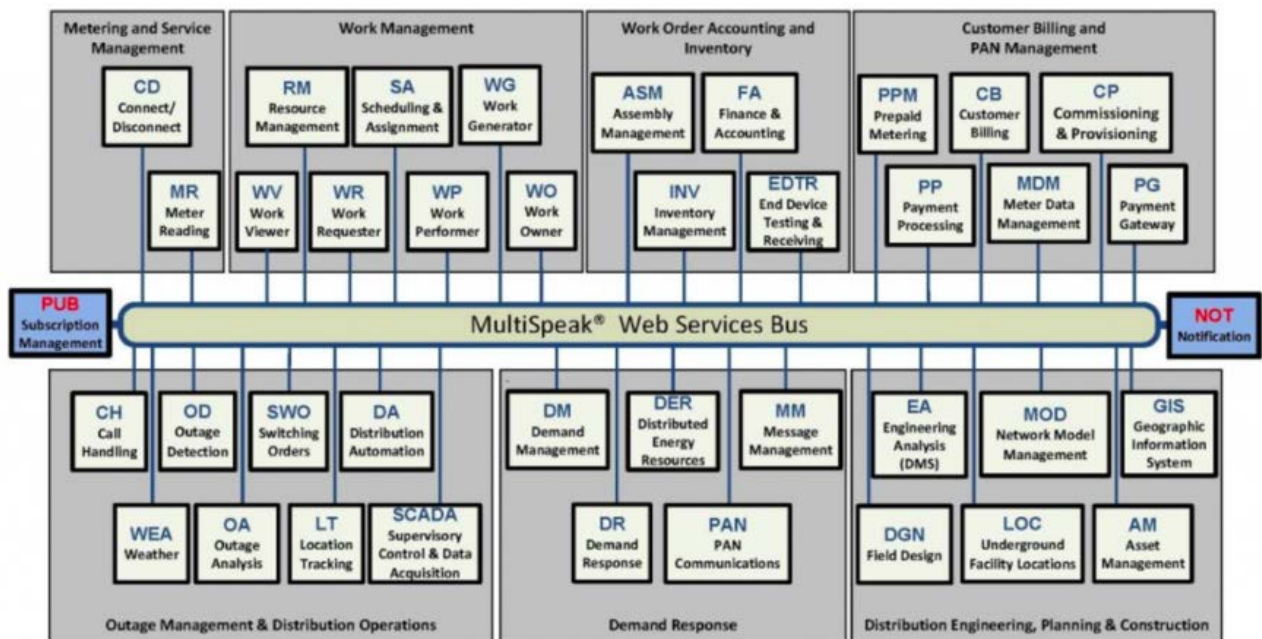 Metering and Service
Management
CD
Connect/
Disconnect
MR
Meter
Reading
Work Management
RM
Resource
Management
SA
Scheduling &
Assignment
WG
Work
Generator
WV
Work
Viewer
WR
Work
Requester
WP
Work
Performer
WO
Work
Owner
Work Order Accounting and
Inventory
ASM
Assembly
Management
FA
Finance &
Accounting
INV
Inventory
Management
EDTR
End Device
Testing &
Receiving
Customer Billing and
PAN Management
PPM
Prepaid
Metering
CB
Customer
Billing
CP
Commissioning
& Provisioning
PP
Payment
Processing
MDM
Meter Data
Management
PG
Payment
Gateway
PUB
Subscription
Management
MultiSpeak® Web Services Bus
NOT
Notification
CH
Call
Handling
OD
Outage
Detection
SWO
Switching
Orders
DA
Distribution
Automation
WEA
Weather
OA
Outage
Analysis
LT
Location
Tracking
SCADA
Supervisory
Control & Data
Acquisition
Outage Management & Distribution Operations
DM
Demand
Management
DER
Distributed
Energy
Resources
MM
Message
Management
DR
Demand
Response
PAN
PAN
Communications
Demand Response
EA
Engineering
Analysis
(DMS)
MOD
Network Model
Management
GIS
Geographic
Information
System
DGN
Field Design
LOC
Underground
Facility Locations
AM
Asset
Management
Distribution Engineering, Planning & Construction